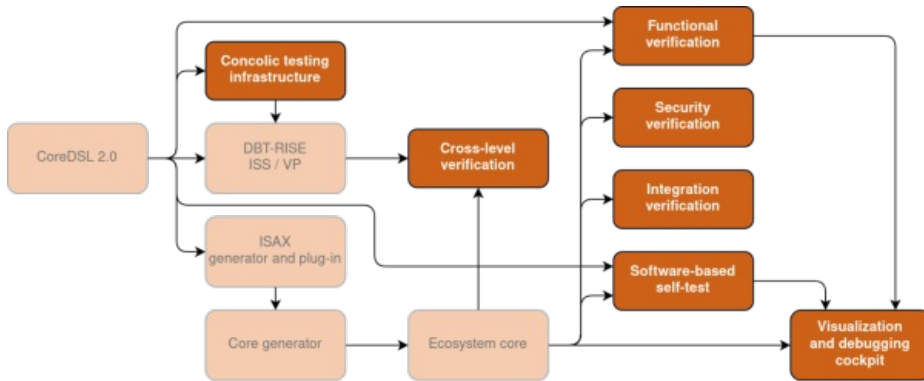 Functional
verification
Concolic testing
infrastructure
Security
verification
CoreDSL 2.0
DBT-RISE
ISS / VP
Cross-level
verification
Integration
verification
ISAX
generator and plug-in
Software-based
self-test
Core generator
Ecosystem core
Visualization
and debugging
cockpit